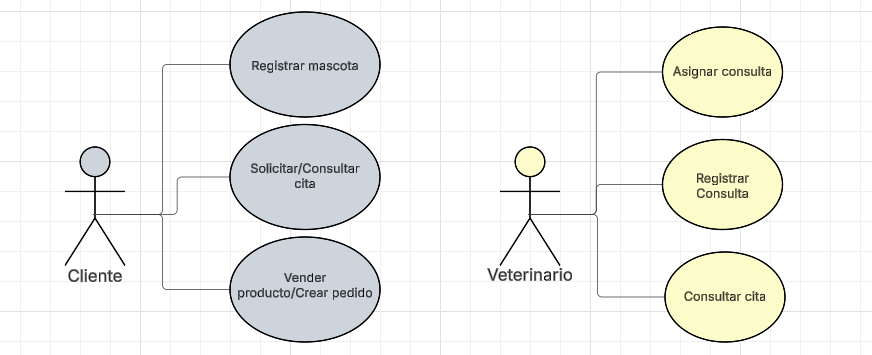 Registrar mascota
Solicitar/Consultar
cita
Vender
producto/Crear pedido
Cliente
Asignar consulta
Registrar
Consulta
Consultar cita
Veterinario